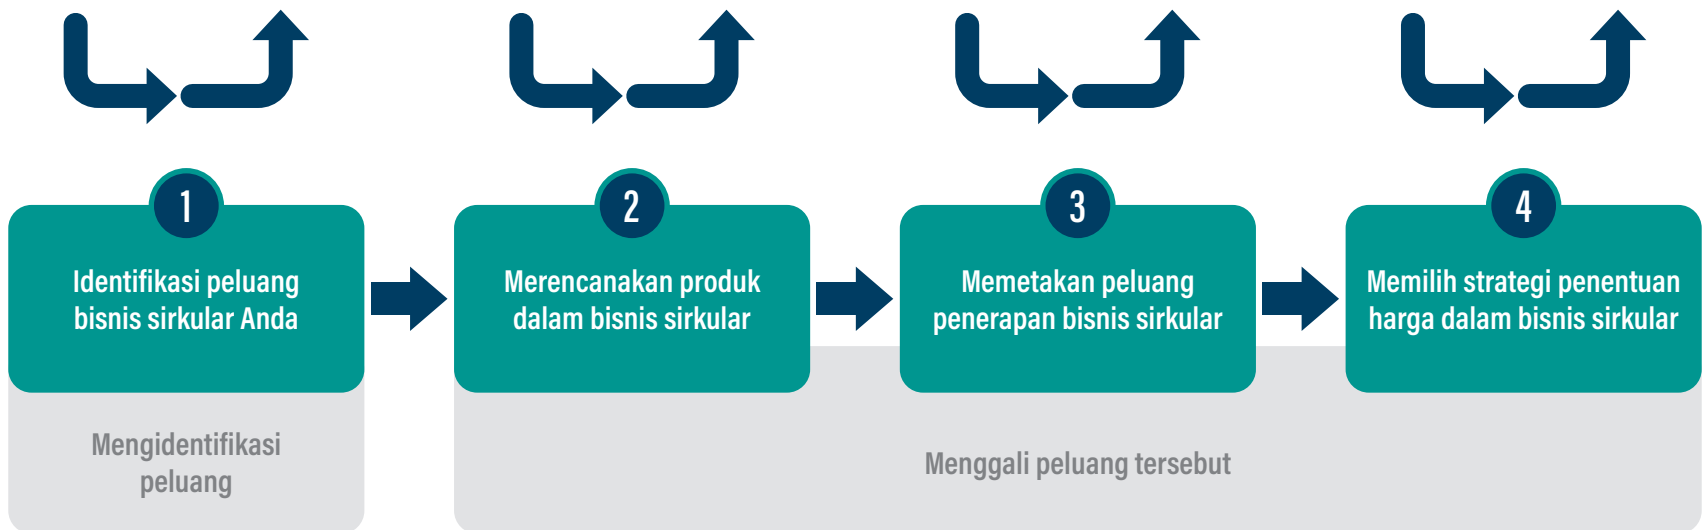 1
Identifikasi peluang
bisnis sirkular Anda
2
Merencanakan produk
dalam bisnis sirkular
3
Memetakan peluang
penerapan bisnis sirkular
4
Memilih strategi penentuan
harga dalam bisnis sirkular
Mengidentifikasi
peluang
Menggali peluang tersebut